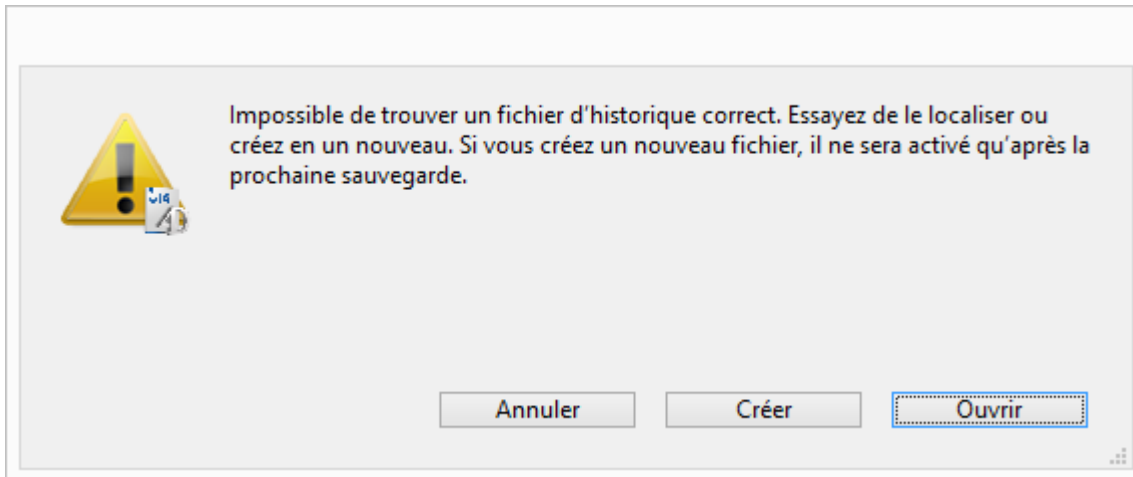 Impossible de trouver un fichier d’historique correct. Essayez de le localiser ou
créez en un nouveau. Si vous créez un nouveau fichier, il ne sera activé qu’après la
prochaine sauvegarde.
Annuler
Créer
Ouvrir